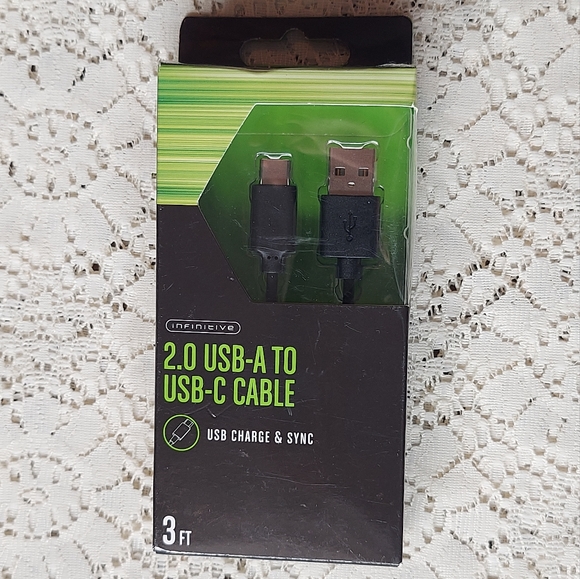 infinitive
2.0 USB-A TO
USB-C CABLE
USB CHARGE & SYNC
3 FT